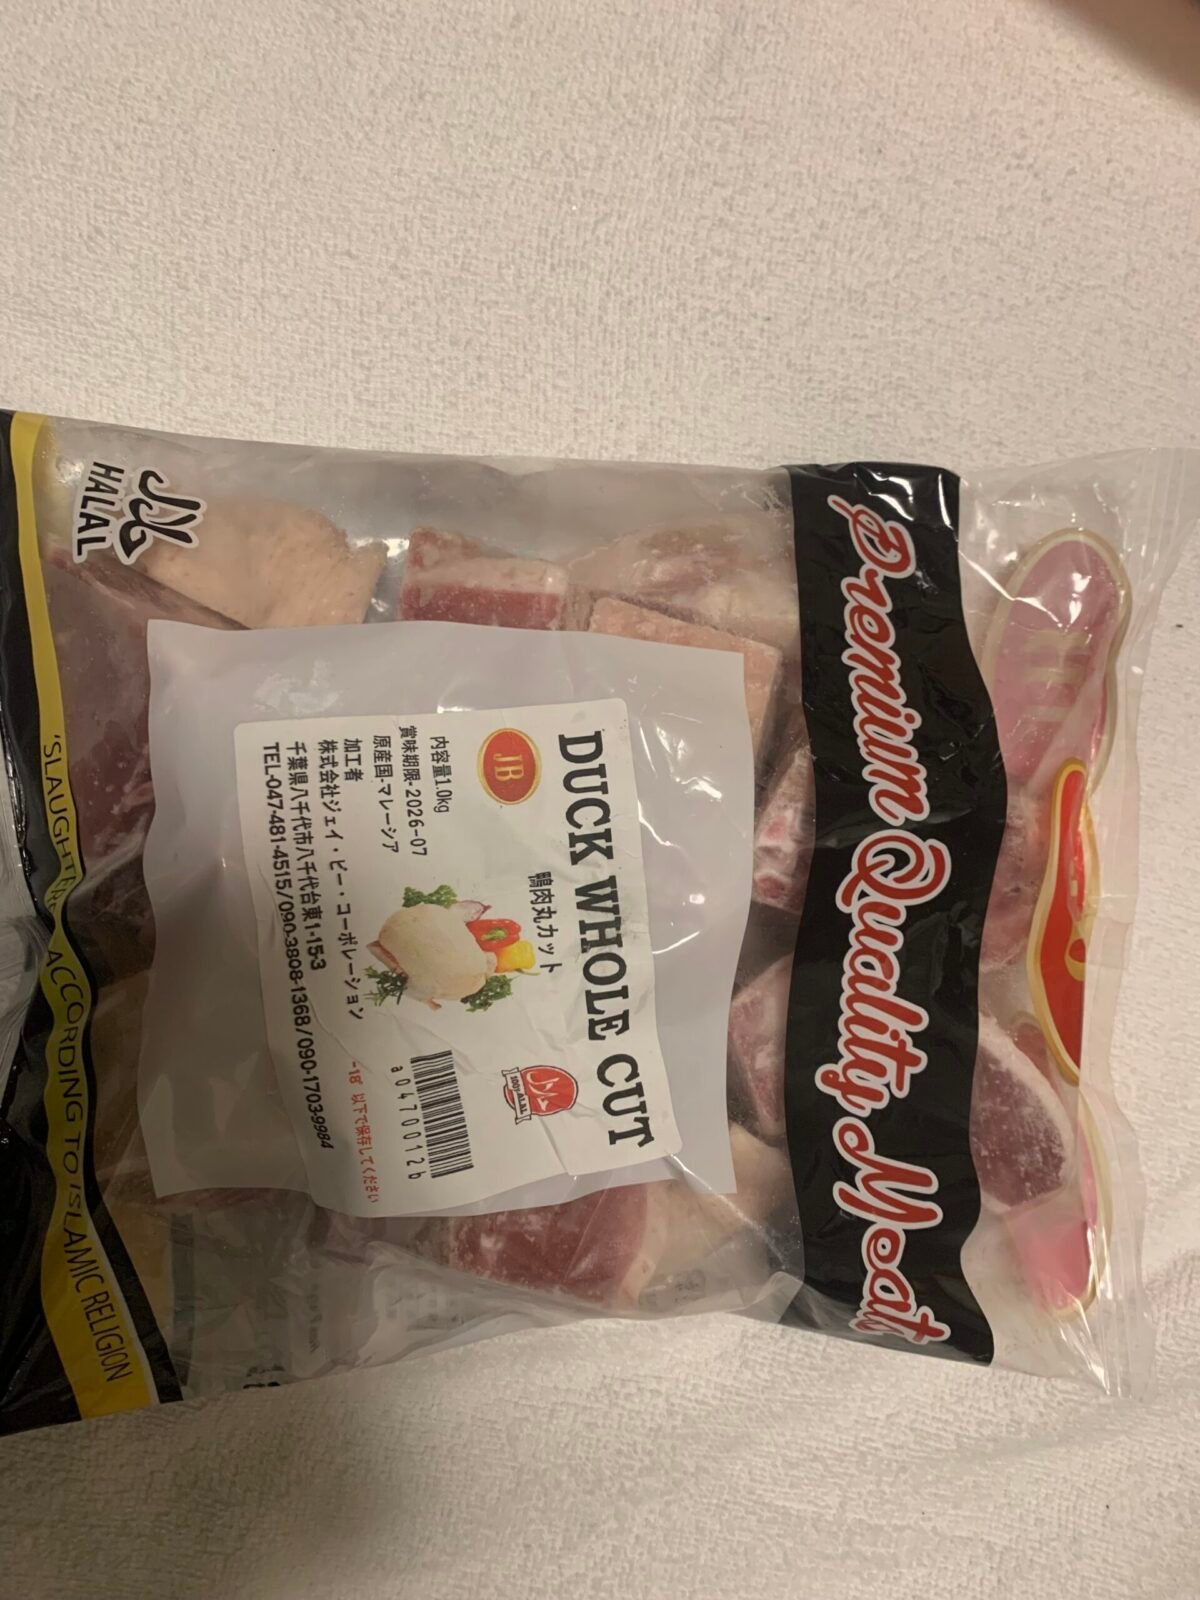 Premium Quality Meat
DUCK WHOLE CUT
鴨肉丸カット
JB
内容量1.0kg
賞味期限-2026-07
原産国-マレーシア
加工者
株式会社ジェイ・ビー・コーポレーション
千葉県八千代市八千代台東1-15-3
TEL-047-481-4515/090-3808-1368/090-1703-9984
a0470012b
-18 以下で保存してください
HALAL
ACCORDING TO ISLAMIC RELIGION